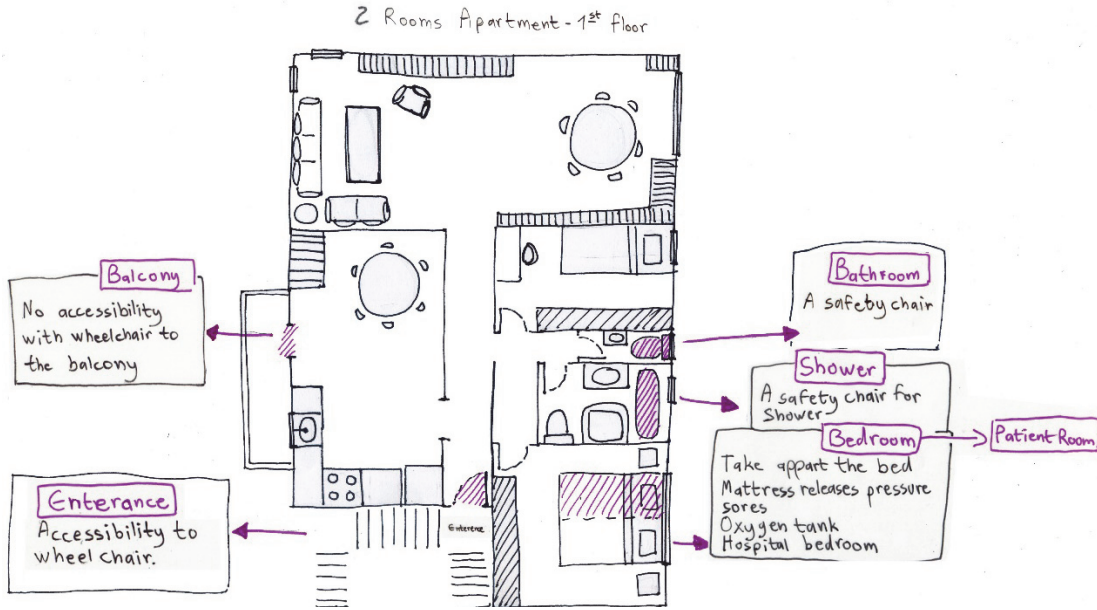 2 Rooms Apartment - 1st floor
Balcony
No accessibility
with wheelchair to
the balcony
Bathroom
A safety chair
Shower
A safety chair for
Shower
Bedroom
Patient Room
Take appart the bed
Mattress releases pressure
sores
Oxygen tank
Hospital bedroom
Enterance
Accessibility to
wheel chair.
Enterence